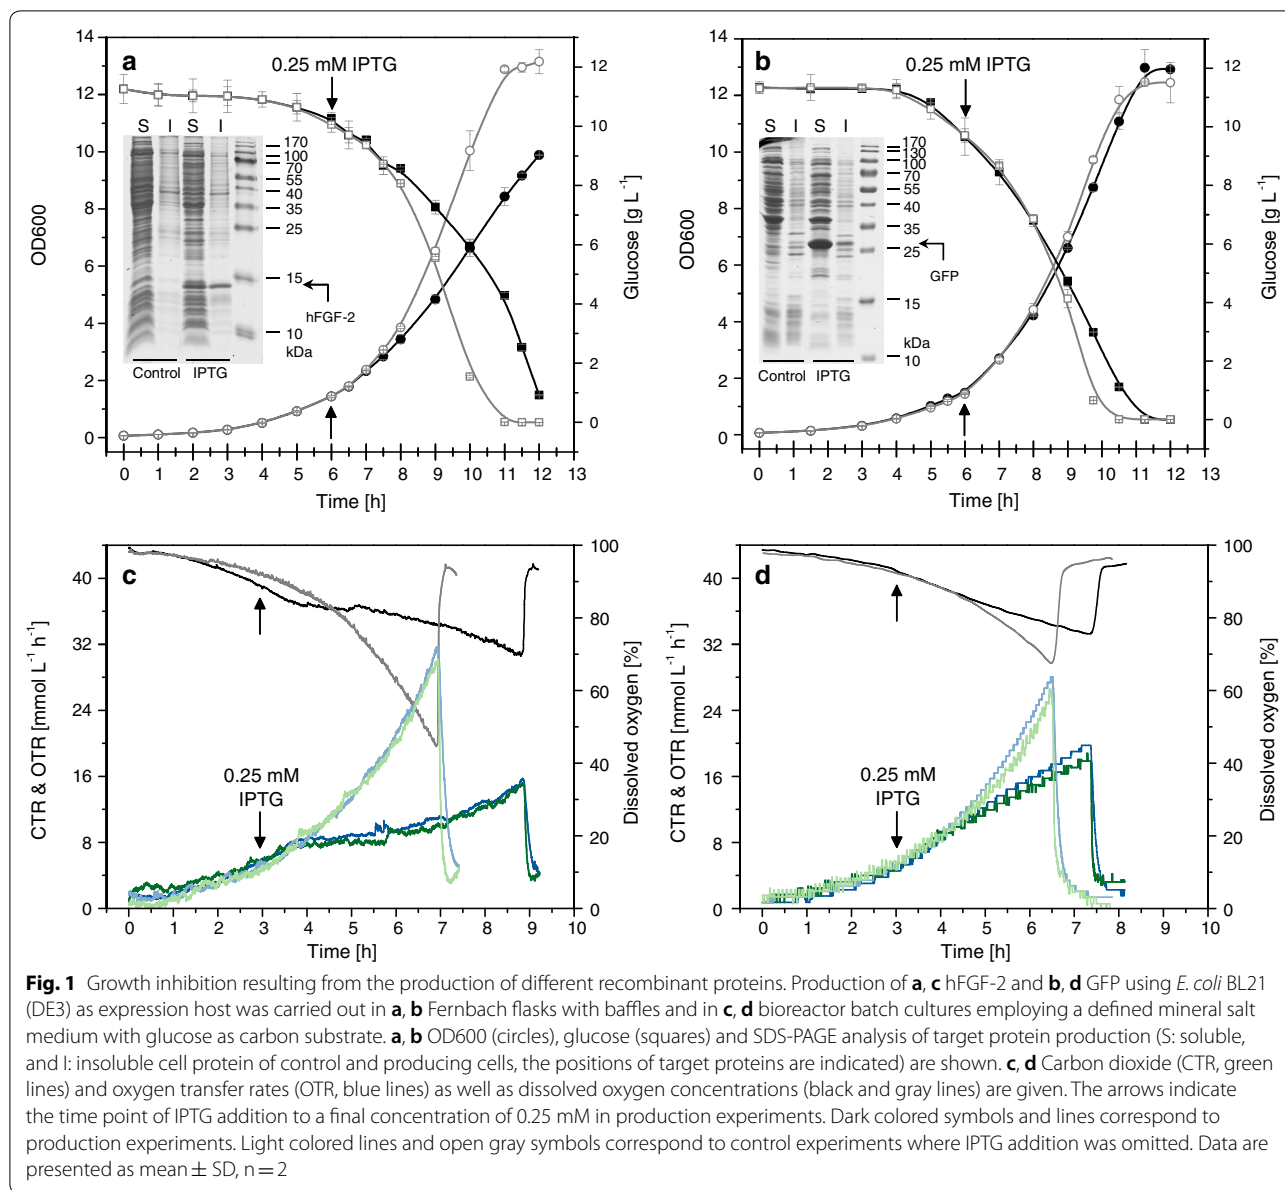 a
b
0.25 mM IPTG
0.25 mM IPTG
14
12
10
8
6
4
2
0
OD600
12
10
8
6
4
2
0
Glucose [g L⁻¹]
S I S I
170
100
70
55
40
35
25
15
10
kDa
hFGF-2
Control IPTG
0 1 2 3 4 5 6 7 8 9 10 11 12 13
Time [h]
14
12
10
8
6
4
2
0
OD600
12
10
8
6
4
2
0
Glucose [g L⁻¹]
S I S I
170
130
100
70
55
40
35
25
15
10
kDa
GFP
Control IPTG
0 1 2 3 4 5 6 7 8 9 10 11 12 13
Time [h]
c
40
32
24
16
8
0
CTR & OTR [mmol L⁻¹ h⁻¹]
100
80
60
40
20
0
Dissolved oxygen [%]
0.25 mM
IPTG
0 1 2 3 4 5 6 7 8 9 10
Time [h]
d
40
32
24
16
8
0
CTR & OTR [mmol L⁻¹ h⁻¹]
100
80
60
40
20
0
Dissolved oxygen [%]
0.25 mM
IPTG
0 1 2 3 4 5 6 7 8 9
Time [h]
Fig. 1 Growth inhibition resulting from the production of different recombinant proteins. Production of a, c hFGF-2 and b, d GFP using E. coli BL21
(DE3) as expression host was carried out in a, b Fernbach flasks with baffles and in c, d bioreactor batch cultures employing a defined mineral salt
medium with glucose as carbon substrate. a, b OD600 (circles), glucose (squares) and SDS-PAGE analysis of target protein production (S: soluble,
and I: insoluble cell protein of control and producing cells, the positions of target proteins are indicated) are shown. c, d Carbon dioxide (CTR, green
lines) and oxygen transfer rates (OTR, blue lines) as well as dissolved oxygen concentrations (black and gray lines) are given. The arrows indicate
the time point of IPTG addition to a final concentration of 0.25 mM in production experiments. Dark colored symbols and lines correspond to
production experiments. Light colored lines and open gray symbols correspond to control experiments where IPTG addition was omitted. Data are
presented as mean ± SD, n = 2